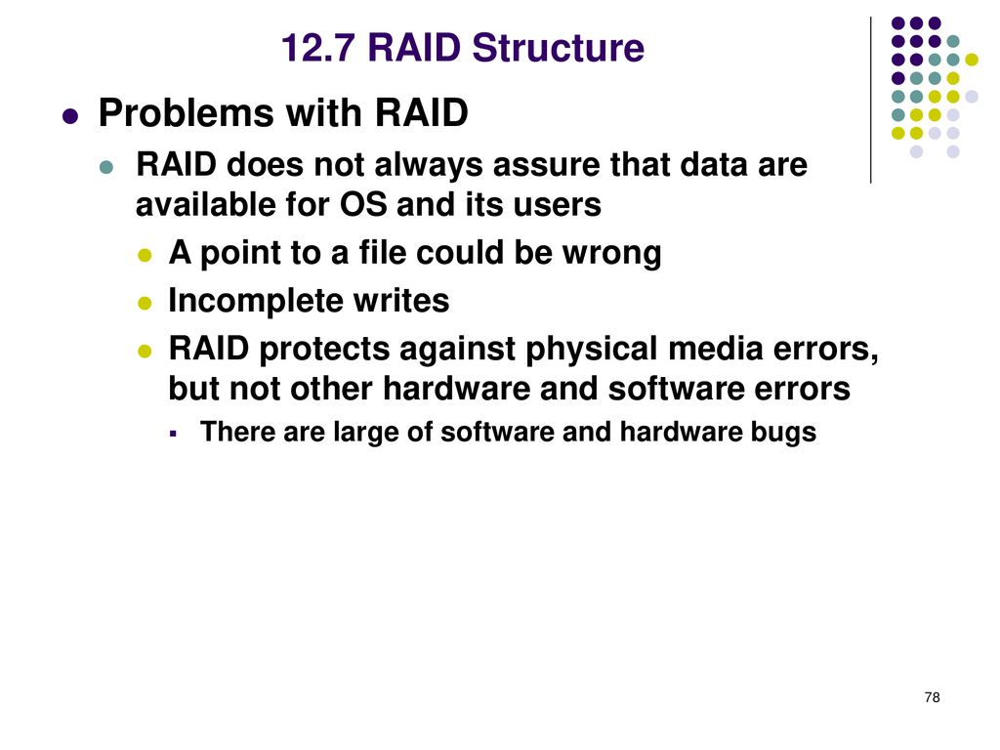 12.7 RAID Structure
Problems with RAID
RAID does not always assure that data are
available for OS and its users
A point to a file could be wrong
Incomplete writes
RAID protects against physical media errors,
but not other hardware and software errors
There are large of software and hardware bugs
78